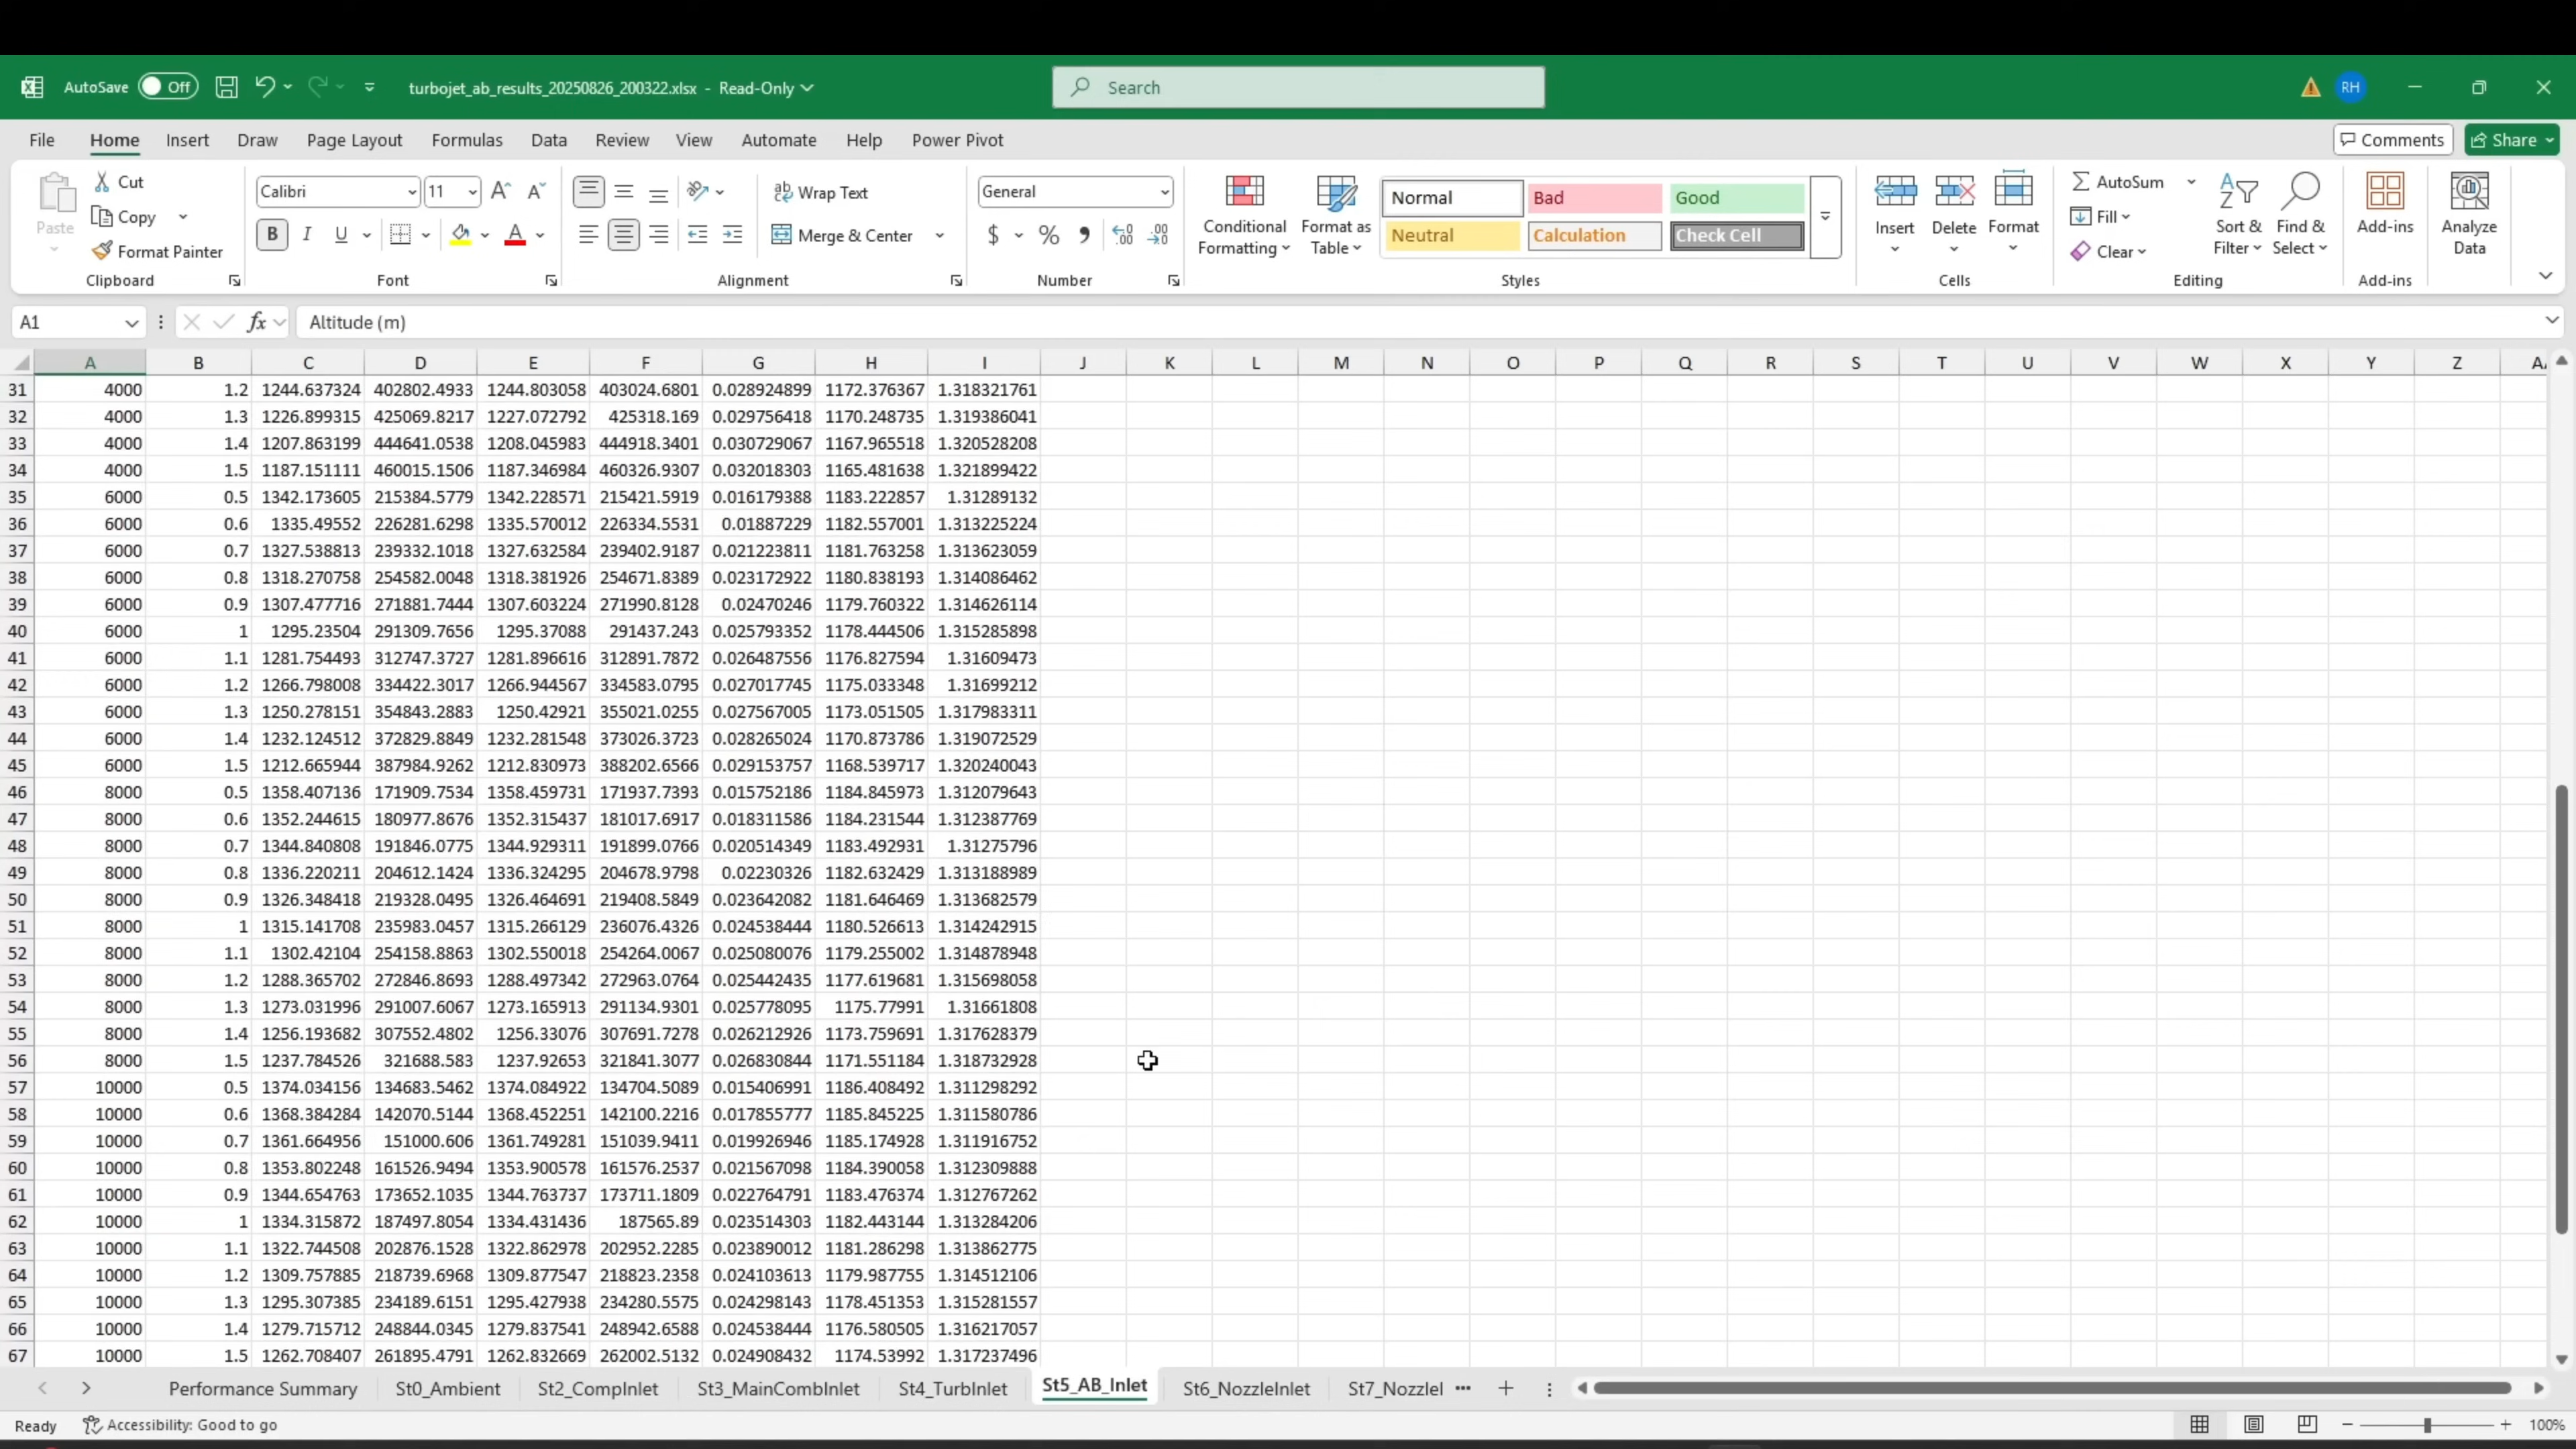 AutoSave Off turbojet_ab_results_20250826_200322.xlsx - Read-Only Search RH
File Home Insert Draw Page Layout Formulas Data Review View Automate Help Power Pivot Comments Share
Paste Cut Copy Format Painter Clipboard
Calibri 11 B I U A Font
Wrap Text Merge & Center Alignment
General $ % Number
Conditional Formatting Format as Table Normal Bad Good Neutral Calculation Check Cell Styles
Insert Delete Format Cells
AutoSum Fill Clear Sort & Filter Find & Select Editing
Add-ins Add-ins
Analyze Data
A1 fx Altitude (m)
A B C D E F G H I J K L M N O P Q R S T U V W X Y Z
31 4000 1.2 1244.637324 402802.4933 1244.803058 403024.6801 0.028924899 1172.376367 1.318321761
32 4000 1.3 1226.899315 425069.8217 1227.072792 425318.169 0.029756418 1170.248735 1.319386041
33 4000 1.4 1207.863199 444641.0538 1208.045983 444918.3401 0.030729067 1167.965518 1.320528208
34 4000 1.5 1187.151111 460015.1506 1187.346984 460326.9307 0.032018303 1165.481638 1.321899422
35 6000 0.5 1342.173605 215384.5779 1342.228571 215421.5919 0.016179388 1183.222857 1.31289132
36 6000 0.6 1335.49552 226281.6298 1335.570012 226334.5531 0.01887229 1182.557001 1.313225224
37 6000 0.7 1327.538813 239332.1018 1327.632584 239402.9187 0.021223811 1181.763258 1.313623059
38 6000 0.8 1318.270758 254582.0048 1318.381926 254671.8389 0.023172922 1180.838193 1.314086462
39 6000 0.9 1307.477716 271881.7444 1307.603224 271990.8128 0.02470246 1179.760322 1.314626114
40 6000 1 1295.23504 291309.7656 1295.37088 291437.243 0.025793352 1178.444506 1.315285898
41 6000 1.1 1281.754493 312747.3727 1281.896616 312891.7872 0.026487556 1176.827594 1.31609473
42 6000 1.2 1266.798008 334422.3017 1266.944567 334583.0795 0.027017745 1175.033348 1.31699212
43 6000 1.3 1250.278151 354843.2883 1250.42921 355021.0255 0.027567005 1173.051505 1.317983311
44 6000 1.4 1232.124512 372829.8849 1232.281548 373026.3723 0.028265024 1170.873786 1.319072529
45 6000 1.5 1212.665944 387984.9262 1212.830973 388202.6566 0.029153757 1168.539717 1.320240043
46 8000 0.5 1358.407136 171909.7534 1358.459731 171937.7393 0.015752186 1184.845973 1.312079643
47 8000 0.6 1352.244615 180977.8676 1352.315437 181017.6917 0.018311586 1184.231544 1.312387769
48 8000 0.7 1344.840808 191846.0775 1344.929311 191899.0766 0.020514349 1183.492931 1.31275796
49 8000 0.8 1336.220211 204612.1424 1336.324295 204678.9798 0.02230326 1182.632429 1.313188989
50 8000 0.9 1326.348418 219328.0495 1326.464691 219408.5849 0.023642082 1181.646469 1.313682579
51 8000 1 1315.141708 235983.0457 1315.266129 236076.4326 0.024538444 1180.526613 1.314242915
52 8000 1.1 1302.42104 254158.8863 1302.550018 254264.0067 0.025080076 1179.255002 1.314878948
53 8000 1.2 1288.365702 272846.8693 1288.497342 272963.0764 0.025442435 1177.619681 1.315698058
54 8000 1.3 1273.031996 291007.6067 1273.165913 291134.9301 0.025778095 1175.77991 1.31661808
55 8000 1.4 1256.193682 307552.4802 1256.33076 307691.7278 0.026212926 1173.759691 1.317628379
56 8000 1.5 1237.784526 321688.583 1237.92653 321841.3077 0.026830844 1171.551184 1.318732928
57 10000 0.5 1374.034156 134683.5462 1374.084922 134704.5089 0.015406991 1186.408492 1.311298292
58 10000 0.6 1368.384284 142070.5144 1368.452251 142100.2216 0.017855777 1185.845225 1.311580786
59 10000 0.7 1361.664956 151000.606 1361.749281 151039.9411 0.019926946 1185.174928 1.311916752
60 10000 0.8 1353.802248 161526.9494 1353.900578 161576.2537 0.021567098 1184.390058 1.312309888
61 10000 0.9 1344.654763 173652.1035 1344.763737 173711.1809 0.022764791 1183.476374 1.312767262
62 10000 1 1334.315872 187497.8054 1334.431436 187565.89 0.023514303 1182.443144 1.313284206
63 10000 1.1 1322.744508 202876.1528 1322.862978 202952.2285 0.023890012 1181.286298 1.313862775
64 10000 1.2 1309.757885 218739.6968 1309.877547 218823.2358 0.024103613 1179.987755 1.314512106
65 10000 1.3 1295.307385 234189.6151 1295.427938 234280.5575 0.024298143 1178.451353 1.315281557
66 10000 1.4 1279.715712 248844.0345 1279.837541 248942.6588 0.024538444 1176.580505 1.316217057
67 10000 1.5 1262.708407 261895.4791 1262.832669 262002.5132 0.024908432 1174.53992 1.317237496
Performance Summary St0_Ambient St2_CompInlet St3_MainCombInlet St4_TurbInlet St5_AB_Inlet St6_NozzleInlet St7_Nozzlel ...
Ready Accessibility: Good to go 100%